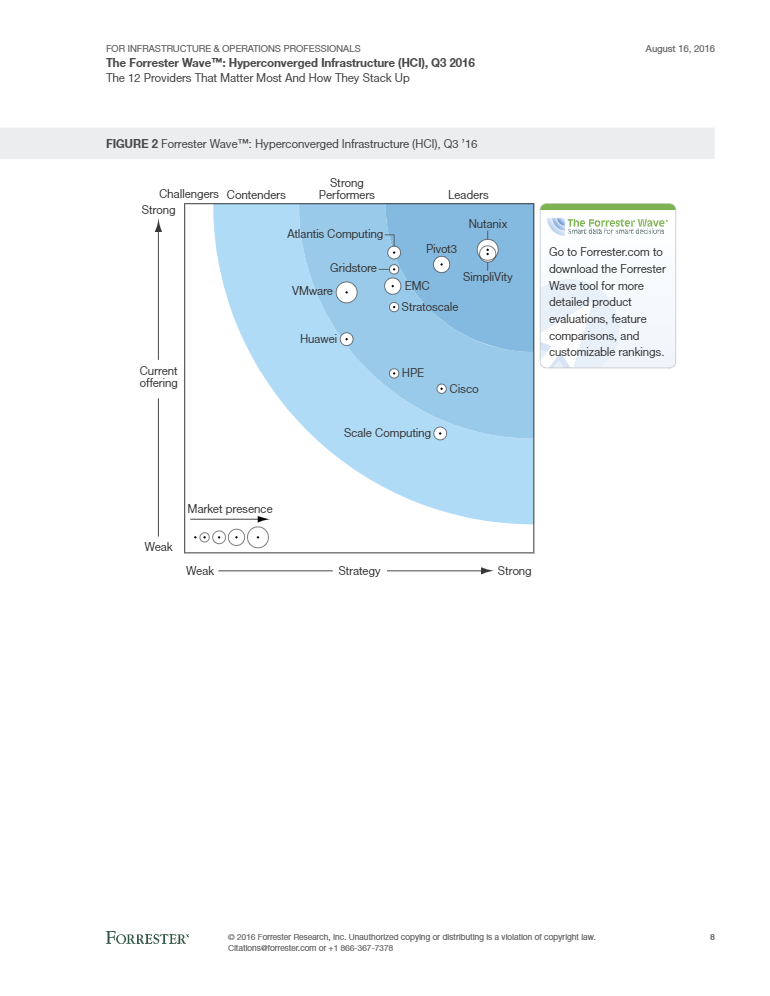 FOR INFRASTRUCTURE & OPERATIONS PROFESSIONALS
August 16, 2016
The Forrester Wave™: Hyperconverged Infrastructure (HCI), Q3 2016
The 12 Providers That Matter Most And How They Stack Up
FIGURE 2 Forrester Wave™: Hyperconverged Infrastructure (HCI), Q3 ’16
Challengers
Contenders
Strong
Performers
Leaders
Strong
Current
offering
Weak
Atlantis Computing
Nutanix
Pivot3
Gridstore
SimpliVity
VMware
EMC
Stratoscale
Huawei
HPE
Cisco
Scale Computing
Market presence
Weak
Strategy
Strong
The Forrester Wave™
Smart data for smart decisions
Go to Forrester.com to
download the Forrester
Wave tool for more
detailed product
evaluations, feature
comparisons, and
customizable rankings.
FORRESTER®
© 2016 Forrester Research, Inc. Unauthorized copying or distributing is a violation of copyright law.
Citations@forrester.com or +1 866-367-7378
8